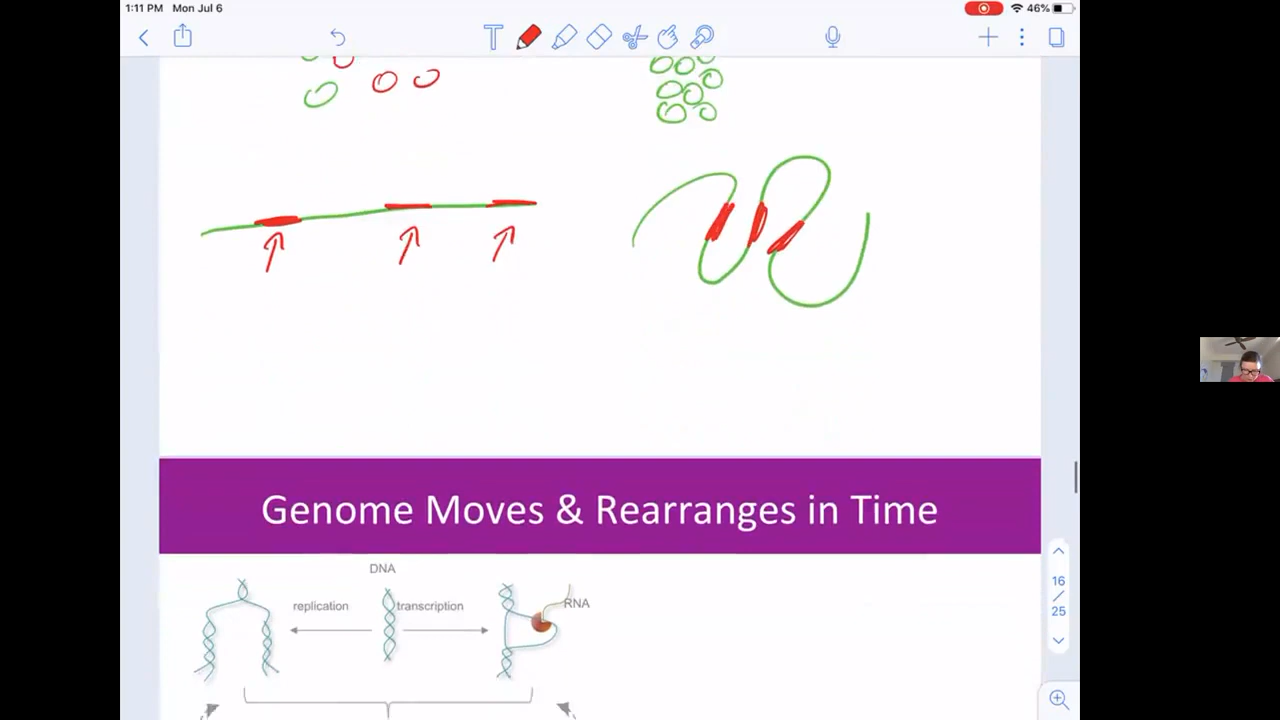 1:11 PM Mon Jul 6
46%
T
Genome Moves & Rearranges in Time
DNA
replication
transcription
RNA
16
/
25